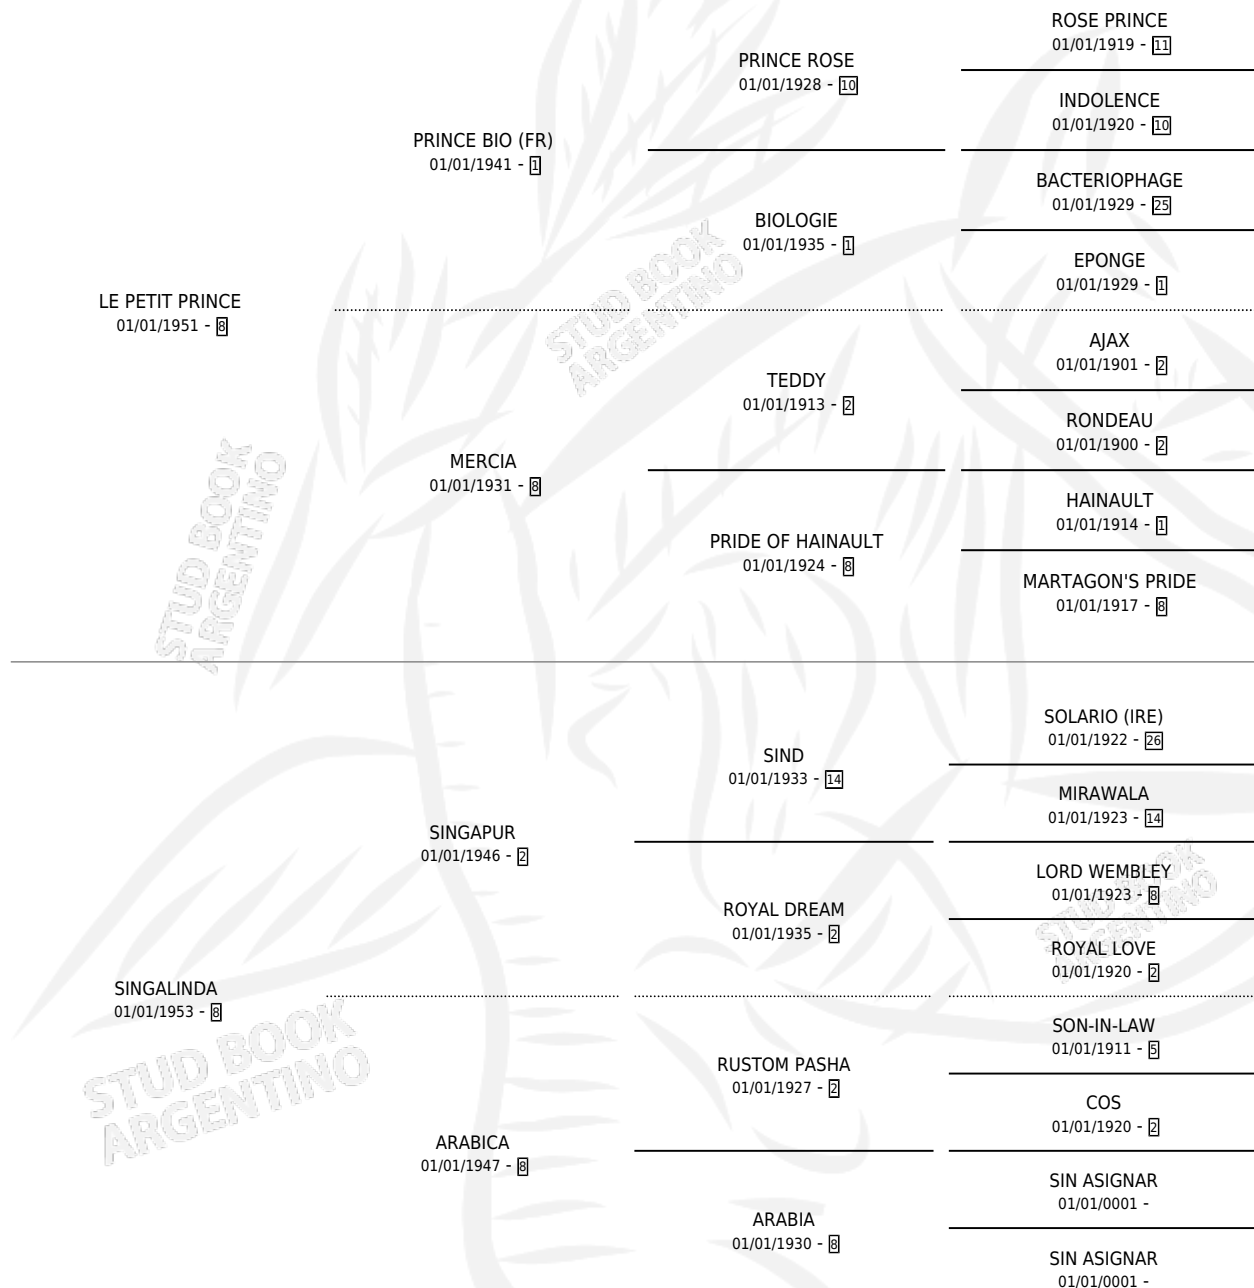 ROSE PRINCE
01/01/1919 - 11
PRINCE ROSE
01/01/1928 - 10
INDOLENCE
01/01/1920 - 10
PRINCE BIO (FR)
01/01/1941 - 1
BACTERIOPHAGE
01/01/1929 - 25
BIOLOGIE
01/01/1935 - 1
EPONGE
01/01/1929 - 1
LE PETIT PRINCE
01/01/1951 - 8
STUD BOOK
ARGENTINO
AJAX
01/01/1901 - 2
TEDDY
01/01/1913 - 2
RONDEAU
01/01/1900 - 2
MERCIA
01/01/1931 - 8
HAINAULT
01/01/1914 - 1
PRIDE OF HAINAULT
01/01/1924 - 8
MARTAGON'S PRIDE
01/01/1917 - 8
STUD BOOK
ARGENTINO
SOLARIO (IRE)
01/01/1922 - 26
SIND
01/01/1933 - 14
MIRAWALA
01/01/1923 - 14
SINGAPUR
01/01/1946 - 2
LORD WEMBLEY
01/01/1923 - 8
ROYAL DREAM
01/01/1935 - 2
STUD BOOK
ARGENTINO
ROYAL LOVE
01/01/1920 - 2
SINGALINDA
01/01/1953 - 8
STUD BOOK
ARGENTINO
SON-IN-LAW
01/01/1911 - 5
RUSTOM PASHA
01/01/1927 - 2
COS
01/01/1920 - 2
ARABICA
01/01/1947 - 8
SIN ASIGNAR
01/01/0001 -
ARABIA
01/01/1930 - 8
SIN ASIGNAR
01/01/0001 -